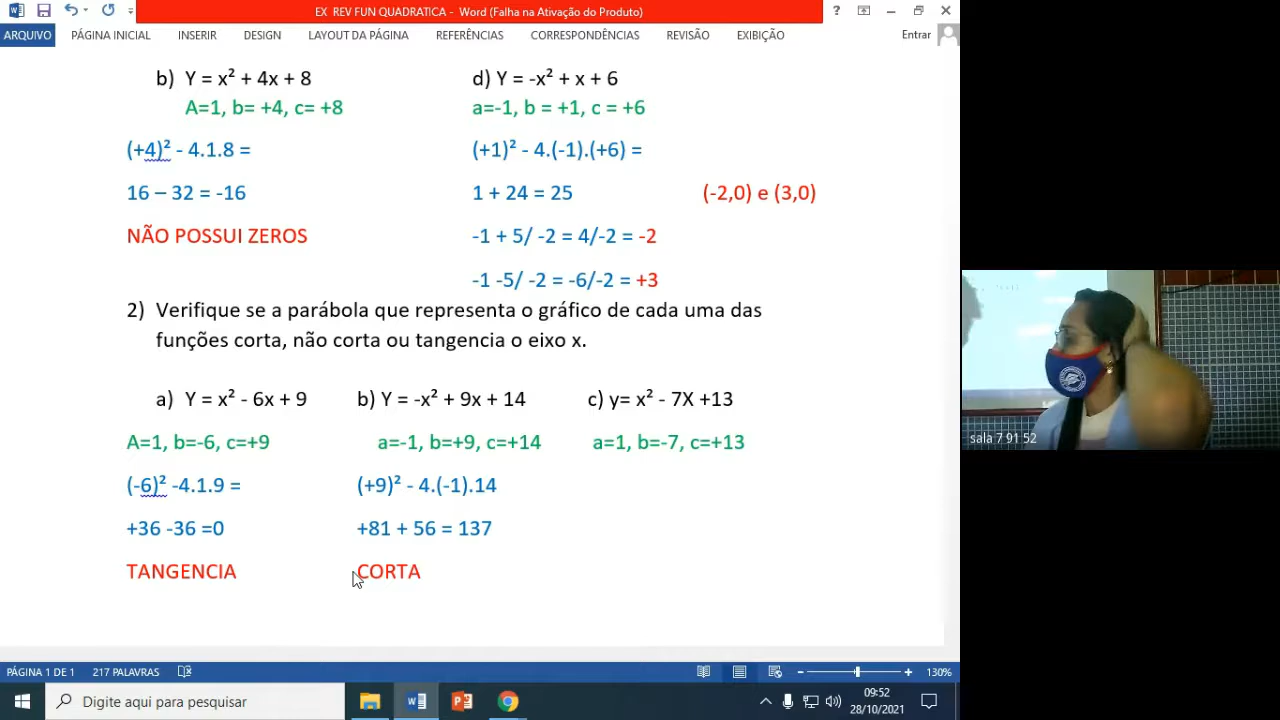 EX REV FUN QUADRATICA - Word (Falha na Ativação do Produto)
ARQUIVO PÁGINA INICIAL INSERIR DESIGN LAYOUT DA PÁGINA REFERÊNCIAS CORRESPONDÊNCIAS REVISÃO EXIBIÇÃO Entrar
b) Y = x² + 4x + 8 d) Y = -x² + x + 6
A=1, b= +4, c= +8 a=-1, b = +1, c = +6
(+4)² - 4.1.8 = (+1)² - 4.(-1).(+6) =
16 – 32 = -16 1 + 24 = 25 (-2,0) e (3,0)
NÃO POSSUI ZEROS -1 + 5/ -2 = 4/-2 = -2
-1 -5/ -2 = -6/-2 = +3
2) Verifique se a parábola que representa o gráfico de cada uma das
funções corta, não corta ou tangencia o eixo x.
a) Y = x² - 6x + 9 b) Y = -x² + 9x + 14 c) y= x² - 7X +13
A=1, b=-6, c=+9 a=-1, b=+9, c=+14 a=1, b=-7, c=+13
(-6)² -4.1.9 = (+9)² - 4.(-1).14
+36 -36 =0 +81 + 56 = 137
TANGENCIA CORTA
sala 7 91 52
PÁGINA 1 DE 1 217 PALAVRAS 130%
Digite aqui para pesquisar
09:52
28/10/2021